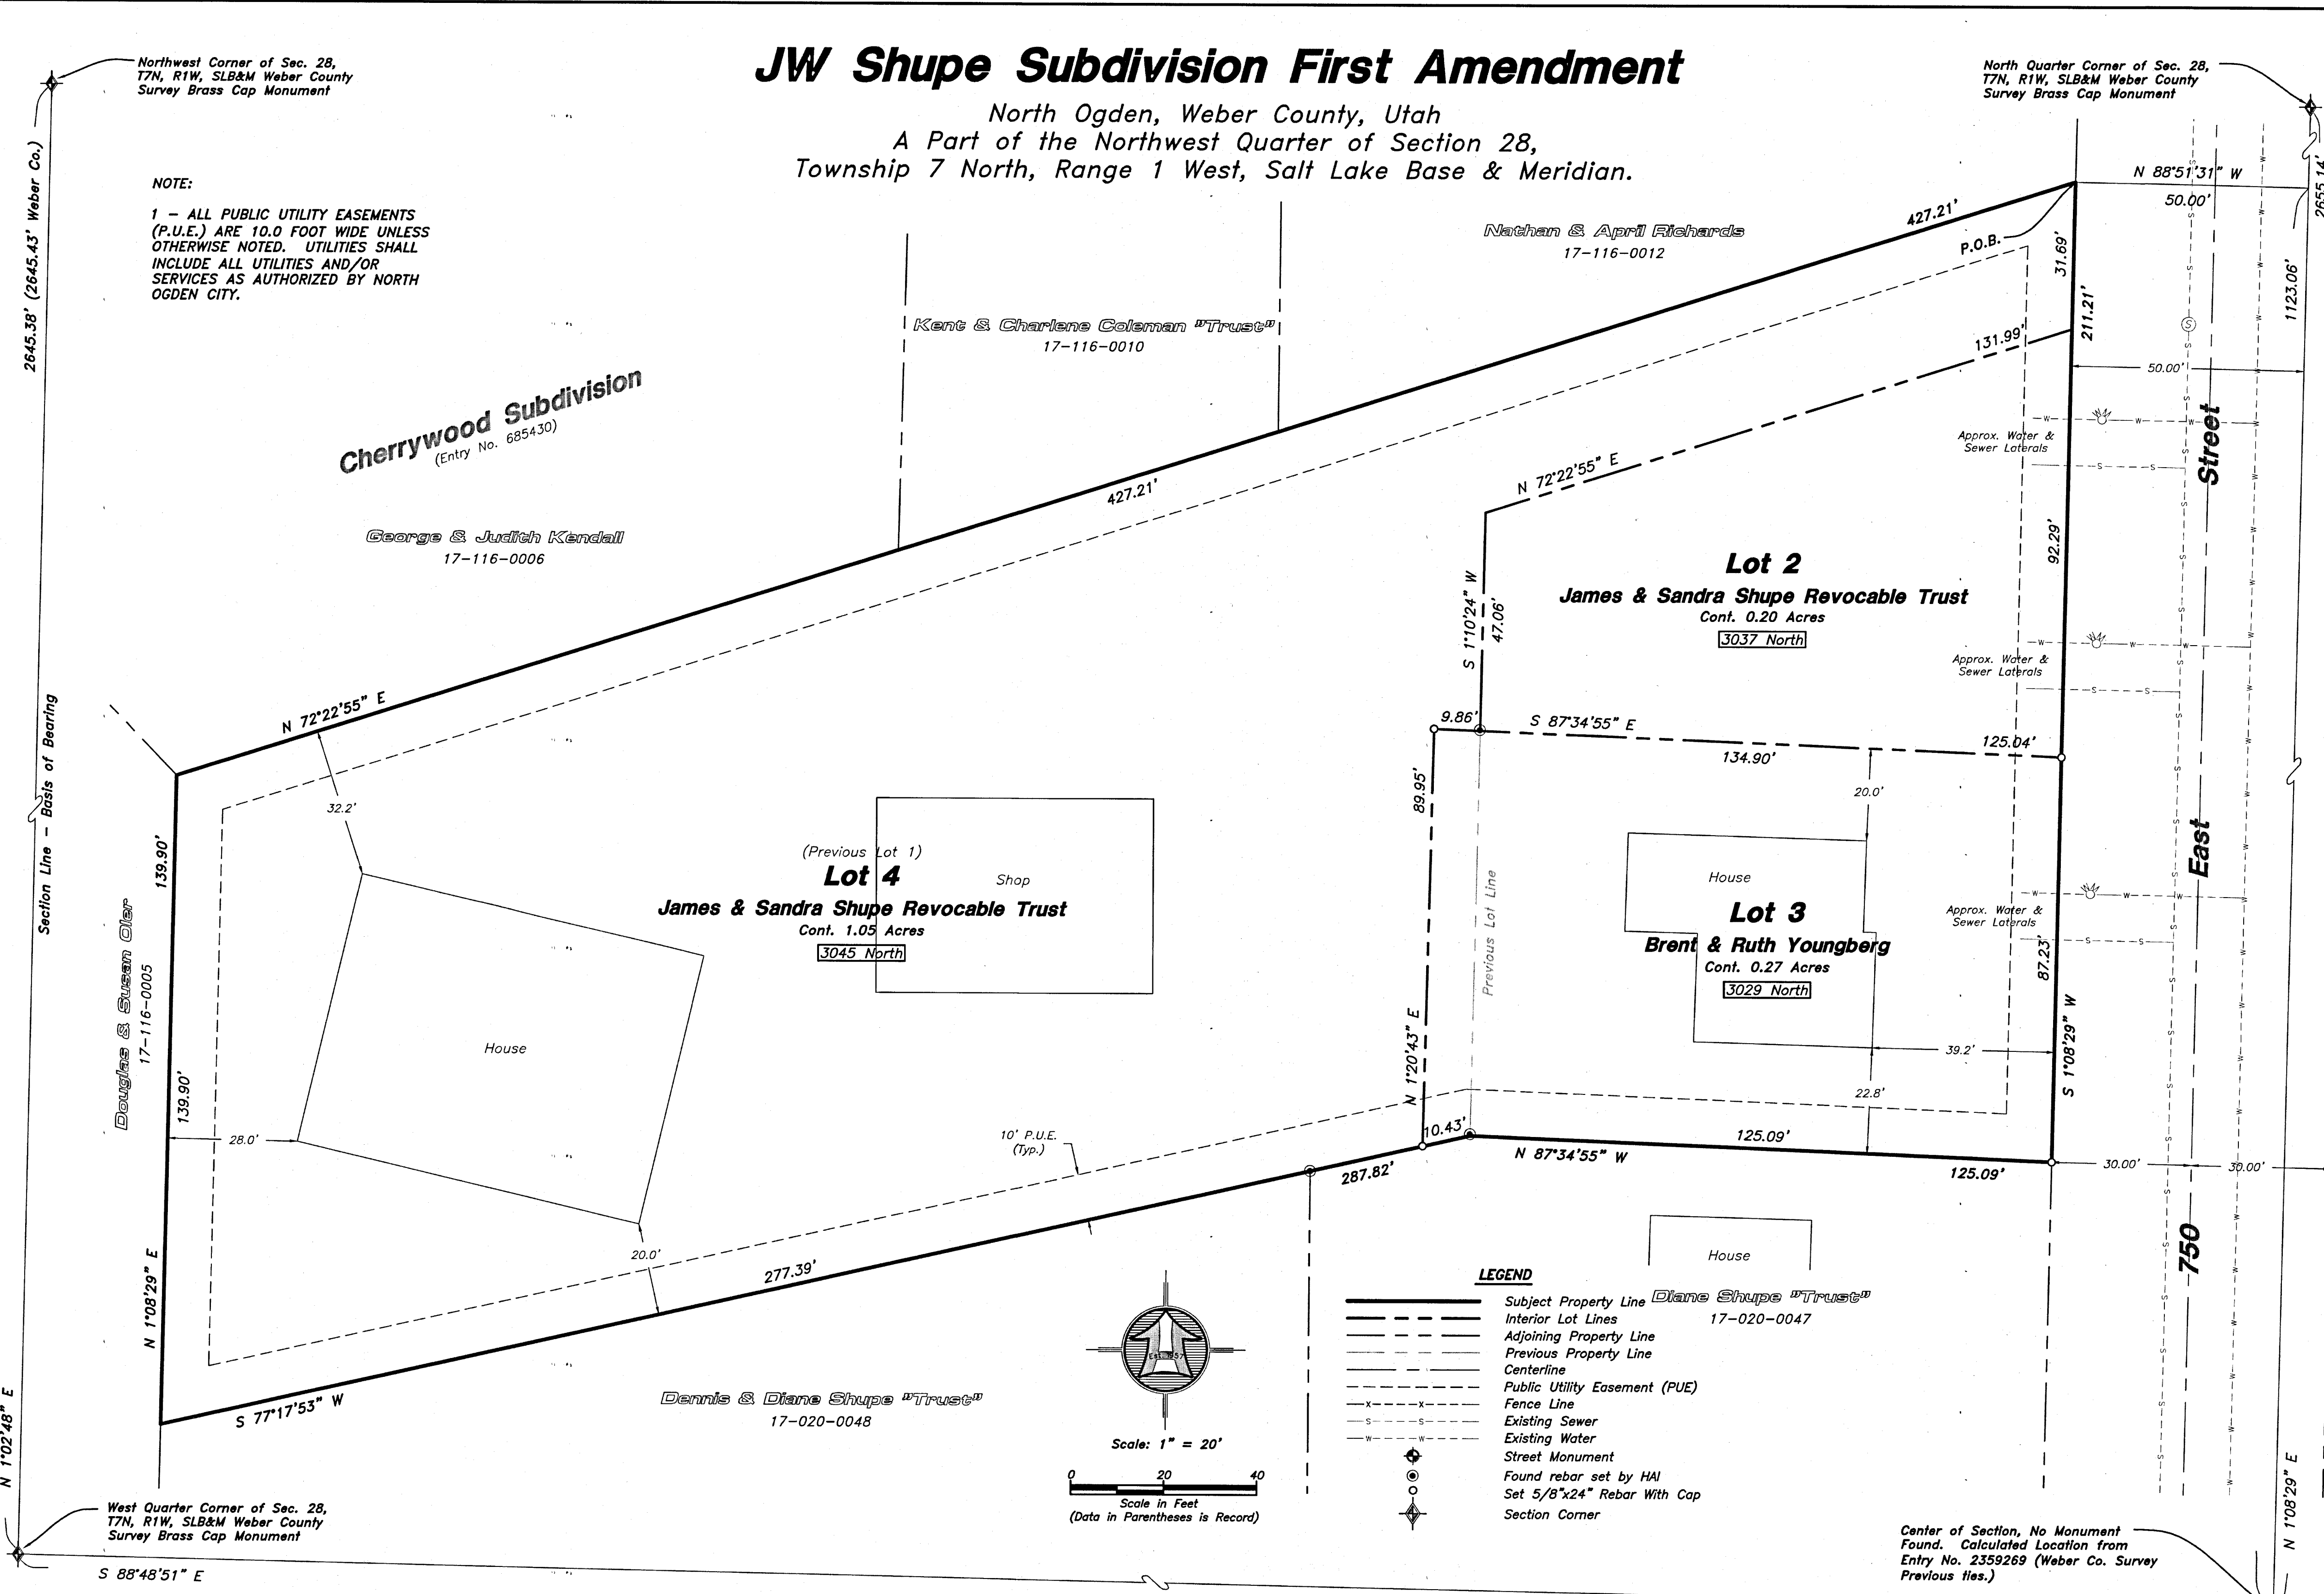 JW Shupe Subdivision First Amendment
North Ogden, Weber County, Utah
A Part of the Northwest Quarter of Section 28,
Township 7 North, Range 1 West, Salt Lake Base & Meridian.
Northwest Corner of Sec. 28,
T7N, R1W, SLB&M Weber County
Survey Brass Cap Monument
North Quarter Corner of Sec. 28,
T7N, R1W, SLB&M Weber County
Survey Brass Cap Monument
2645.38' (2645.43' Weber Co.)
NOTE:
1 - ALL PUBLIC UTILITY EASEMENTS
(P.U.E.) ARE 10.0 FOOT WIDE UNLESS
OTHERWISE NOTED. UTILITIES SHALL
INCLUDE ALL UTILITIES AND/OR
SERVICES AS AUTHORIZED BY NORTH
OGDEN CITY.
N 88°51'31" W
50.00'
2655.14'
1123.06'
Nathan & April Richards
17-116-0012
427.21'
P.O.B.
31.69'
211.21'
Kent & Charlene Coleman "Trust"
17-116-0010
131.99'
50.00'
Cherrywood Subdivision
(Entry No. 685430)
George & Judith Kendall
17-116-0006
427.21'
N 72°22'55" E
Approx. Water &
Sewer Laterals
Street
92.29'
Lot 2
James & Sandra Shupe Revocable Trust
Cont. 0.20 Acres
3037 North
S 1°10'24" W
47.06'
Approx. Water &
Sewer Laterals
N 72°22'55" E
9.86'
S 87°34'55" E
125.04'
134.90'
Section Line - Basis of Bearing
32.2'
89.95'
20.0'
139.90'
(Previous Lot 1)
Lot 4
Shop
James & Sandra Shupe Revocable Trust
Cont. 1.05 Acres
3045 North
Previous Lot Line
House
Lot 3
Brent & Ruth Youngberg
Cont. 0.27 Acres
3029 North
Approx. Water &
Sewer Laterals
87.23'
East
Douglas & Susan Oler
17-116-0005
House
139.90'
28.0'
N 1°20'43" E
39.2'
22.8'
S 1°08'29" W
10' P.U.E.
(Typ.)
10.43'
125.09'
N 87°34'55" W
125.09'
30.00'
30.00'
287.82'
277.39'
20.0'
N 1°08'29" E
750
House
Diane Shupe "Trust"
17-020-0047
S 77°17'53" W
Dennis & Diane Shupe "Trust"
17-020-0048
Est. 1957
Scale: 1" = 20'
0 20 40
Scale in Feet
(Data in Parentheses is Record)
LEGEND
Subject Property Line
Interior Lot Lines
Adjoining Property Line
Previous Property Line
Centerline
Public Utility Easement (PUE)
Fence Line
Existing Sewer
Existing Water
Street Monument
Found rebar set by HAI
Set 5/8"x24" Rebar With Cap
Section Corner
N 1°02'48" E
West Quarter Corner of Sec. 28,
T7N, R1W, SLB&M Weber County
Survey Brass Cap Monument
S 88°48'51" E
Center of Section, No Monument
Found. Calculated Location from
Entry No. 2359269 (Weber Co. Survey
Previous ties.)
N 1°08'29" E